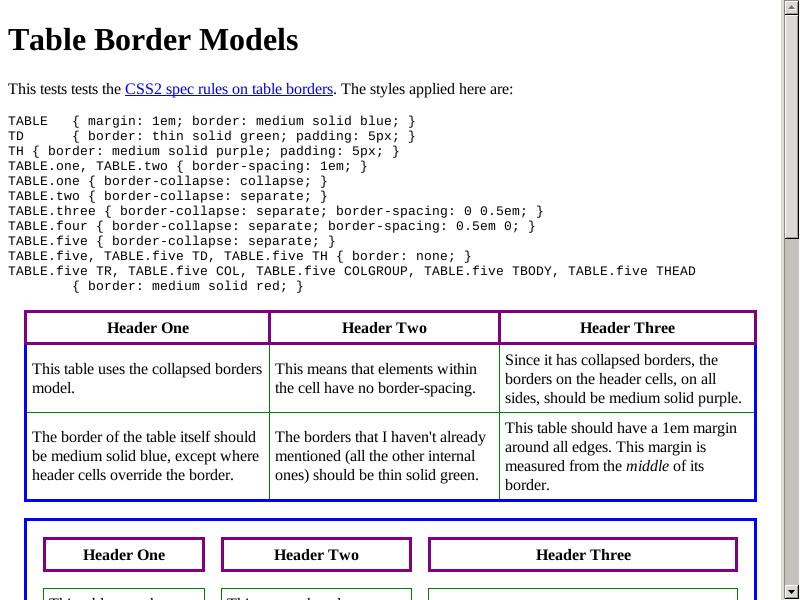 Table Border Models
This tests tests the CSS2 spec rules on table borders. The styles applied here are:
TABLE   { margin: 1em; border: medium solid blue; }
TD      { border: thin solid green; padding: 5px; }
TH { border: medium solid purple; padding: 5px; }
TABLE.one, TABLE.two { border-spacing: 1em; }
TABLE.one { border-collapse: collapse; }
TABLE.two { border-collapse: separate; }
TABLE.three { border-collapse: separate; border-spacing: 0 0.5em; }
TABLE.four { border-collapse: separate; border-spacing: 0.5em 0; }
TABLE.five { border-collapse: separate; }
TABLE.five, TABLE.five TD, TABLE.five TH { border: none; }
TABLE.five TR, TABLE.five COL, TABLE.five COLGROUP, TABLE.five TBODY, TABLE.five THEAD
        { border: medium solid red; }
Header One
Header Two
Header Three
This table uses the collapsed borders
model.
This means that elements within
the cell have no border-spacing.
Since it has collapsed borders, the
borders on the header cells, on all
sides, should be medium solid purple.
The border of the table itself should
be medium solid blue, except where
header cells override the border.
The borders that I haven't already
mentioned (all the other internal
ones) should be thin solid green.
This table should have a 1em margin
around all edges. This margin is
measured from the middle of its
border.
Header One
Header Two
Header Three